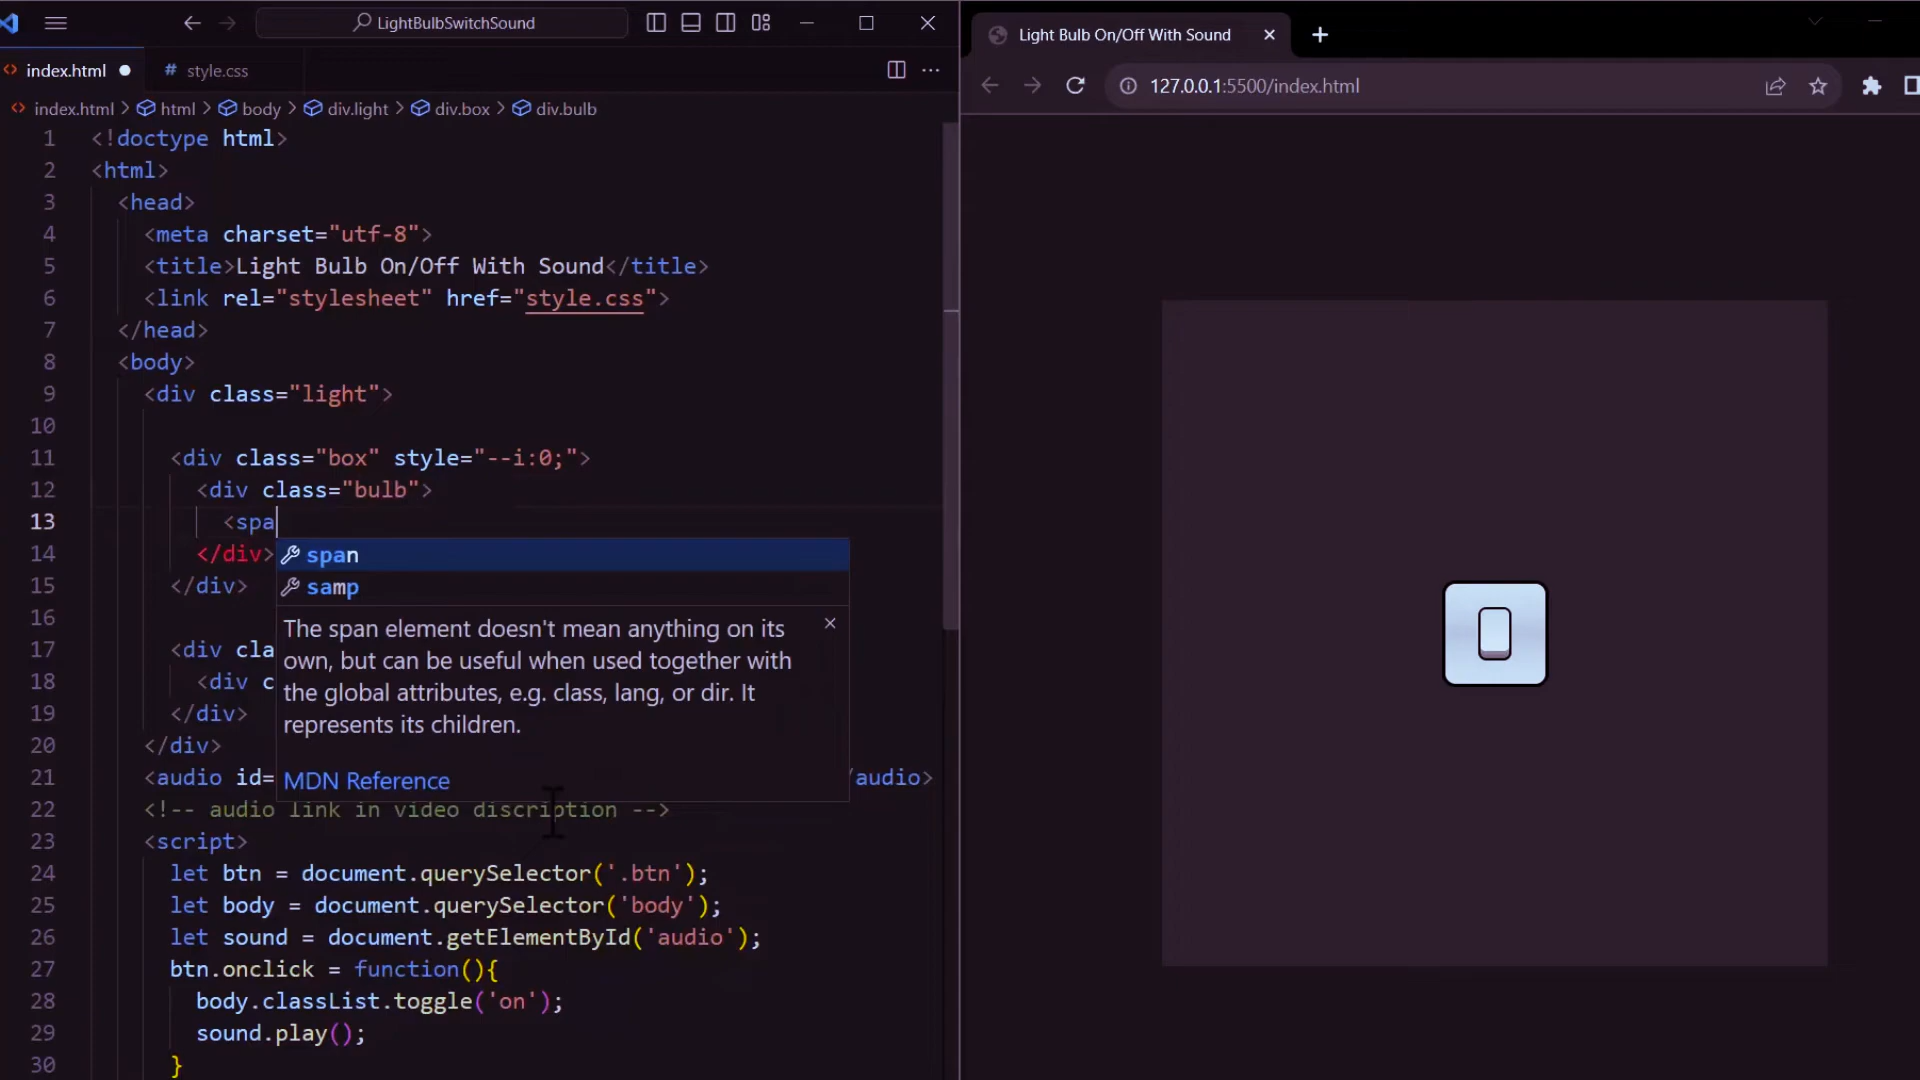 LightBulbSwitchSound
index.html
style.css
index.html > html > body > div.light > div.box > div.bulb
1 <!doctype html>
2 <html>
3 <head>
4 <meta charset="utf-8">
5 <title>Light Bulb On/Off With Sound</title>
6 <link rel="stylesheet" href="style.css">
7 </head>
8 <body>
9 <div class="light">
10
11 <div class="box" style="--i:0;">
12 <div class="bulb">
13 <spa
14 </div>
15 </div>
16
17 <div cla
18 <div c
19 </div>
20 </div>
21 <audio id= /audio>
22 <!-- audio link in video discription -->
23 <script>
24 let btn = document.querySelector('.btn');
25 let body = document.querySelector('body');
26 let sound = document.getElementById('audio');
27 btn.onclick = function(){
28 body.classList.toggle('on');
29 sound.play();
30 }
span
samp
The span element doesn't mean anything on its
own, but can be useful when used together with
the global attributes, e.g. class, lang, or dir. It
represents its children.
MDN Reference
Light Bulb On/Off With Sound
127.0.0.1:5500/index.html